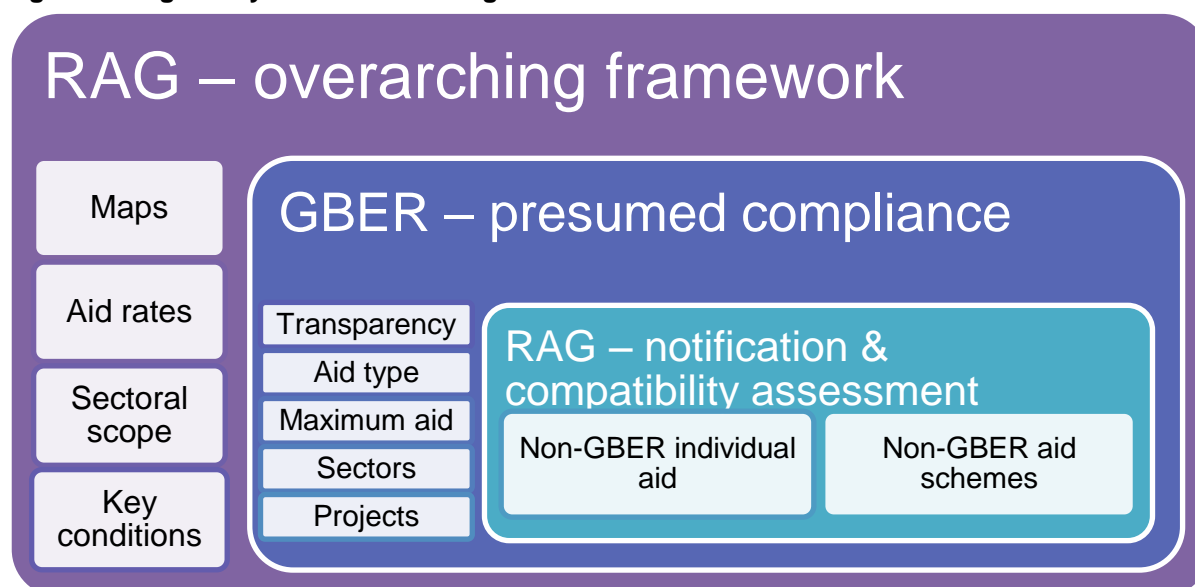 RAG – overarching framework
Maps
Aid rates
Sectoral
scope
Key
conditions
GBER – presumed compliance
Transparency
Aid type
Maximum aid
Sectors
Projects
RAG – notification &
compatibility assessment
Non-GBER individual
aid
Non-GBER aid
schemes